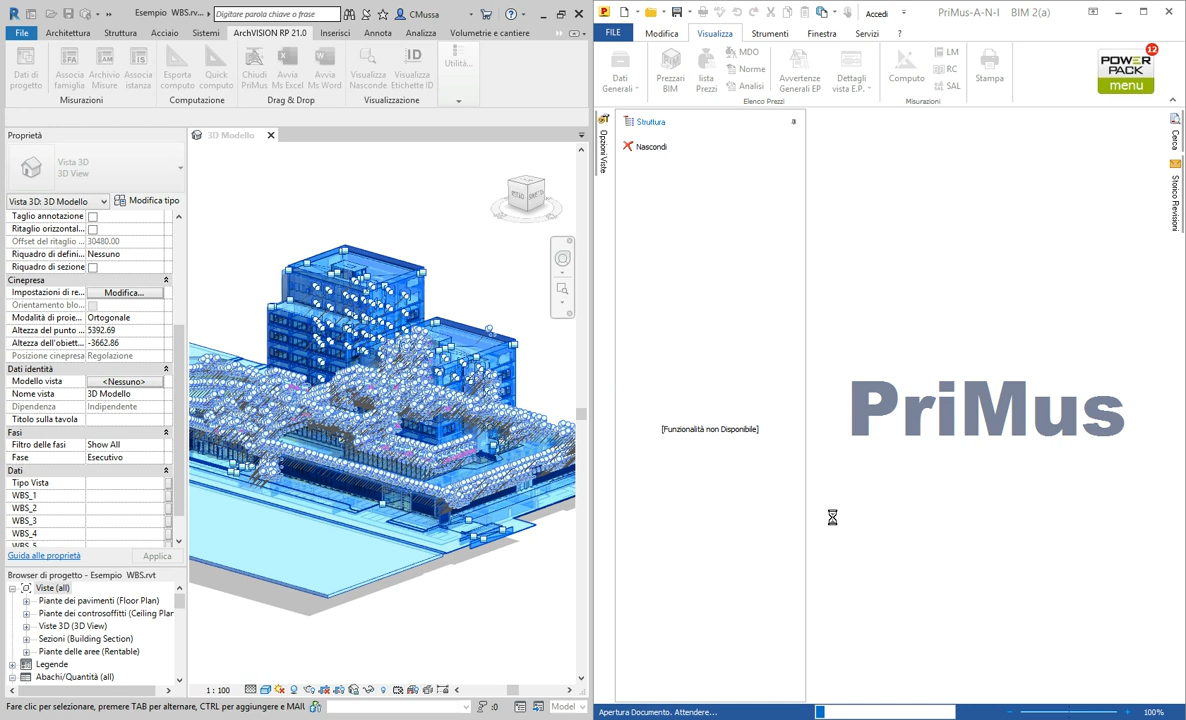 Esempio WBS.rv...
Digitare parola chiave o frase
CMussa
File
Architettura
Struttura
Acciaio
Sistemi
ArchVISION RP 21.0
Inserisci
Annota
Analizza
Volumetrie e cantiere
Dati di progetto
Associa famiglia
Archivio Misure
Associa istanza
Esporta computo
Quick computo
Chiudi PriMus
Avvia Ms Excel
Avvia Ms Word
Visualizza Nasconde
Visualizza Etichette ID
Utilità...
Misurazioni
Computazione
Drag & Drop
Visualizzazione
Proprietà
3D Modello
Vista 3D
3D View
Vista 3D: 3D Modello
Modifica tipo
Taglio annotazione
Ritaglio orizzontal...
Offset del ritaglio ... 30480.00
Riquadro di defini... Nessuno
Riquadro di sezione
Cinepresa
Impostazioni di re... Modifica...
Orientamento blo...
Modalità di proie... Ortogonale
Altezza del punto ... 5392.69
Altezza dell'obiett... -3662.86
Posizione cinepresa Regolazione
Dati identità
Modello vista <Nessuno>
Nome vista 3D Modello
Dipendenza Indipendente
Titolo sulla tavola
Fasi
Filtro delle fasi Show All
Fase Esecutivo
Dati
Tipo Vista
WBS_1
WBS_2
WBS_3
WBS_4
WBS_5
Guida alle proprietà
Applica
Browser di progetto - Esempio WBS.rvt
Viste (all)
Piante dei pavimenti (Floor Plan)
Piante dei controsoffitti (Ceiling Plan
Viste 3D (3D View)
Sezioni (Building Section)
Piante delle aree (Rentable)
Legende
Abachi/Quantità (all)
1 : 100
Fare clic per selezionare, premere TAB per alternare, CTRL per aggiungere e MAIU
:0
Model
Accedi
PriMus-A-N-I BIM 2(a)
FILE
Modifica
Visualizza
Strumenti
Finestra
Servizi
?
Dati Generali
Prezzari BIM
lista Prezzi
MDO
Norme
Analisi
Avvertenze Generali EP
Dettagli vista E.P.
Computo
LM
RC
SAL
Stampa
Elenco Prezzi
Misurazioni
12
POWER
PACK
menu
Opzioni Viste
Struttura
Nascondi
[Funzionalità non Disponibile]
PriMus
Cerca
Storico Revisioni
Apertura Documento. Attendere...
100%